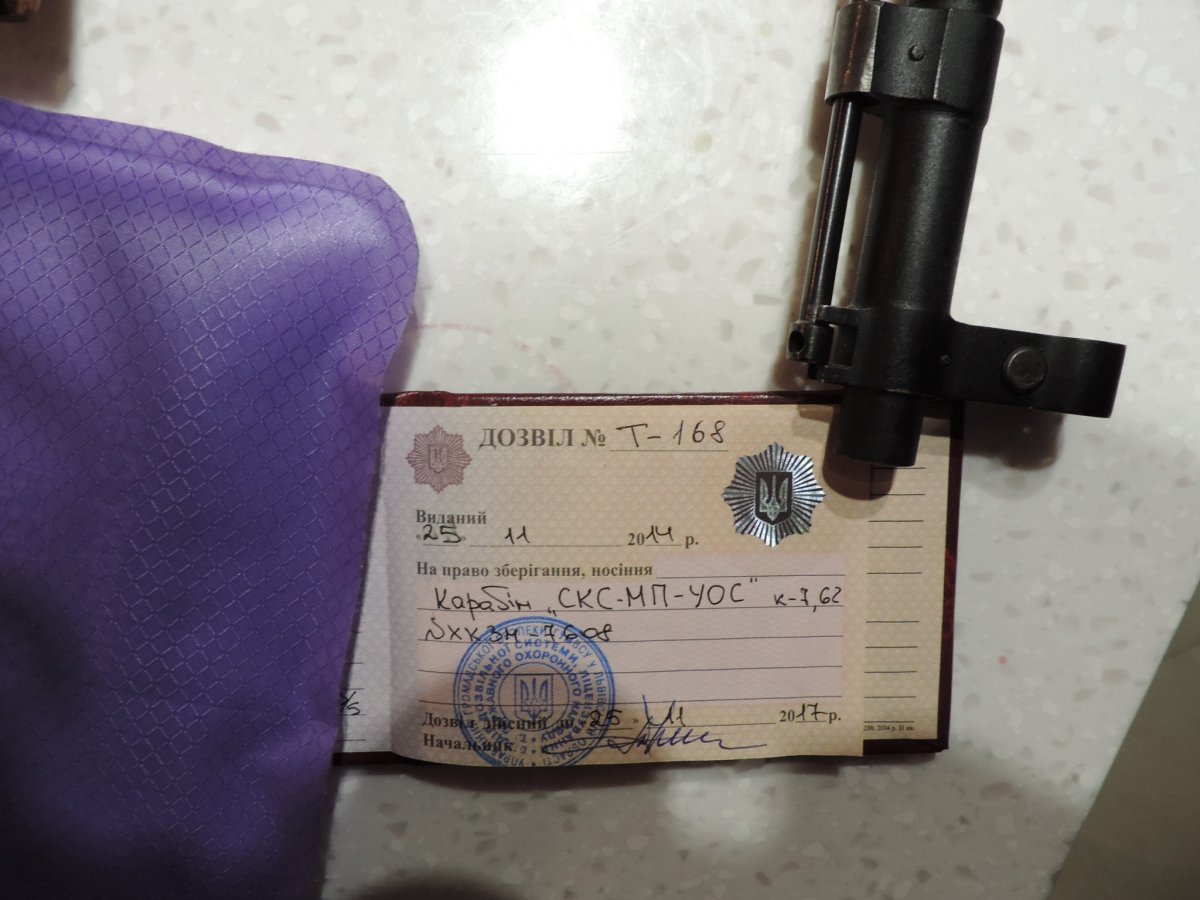 ДОЗВІЛ № Т-168
Виданий
"25" 11 2014 р.
На право зберігання, носіння
Карабін „СКС-МП-УОС" к-7,62
Дозвіл дійсний до "25" 11 2017 р.
Начальник